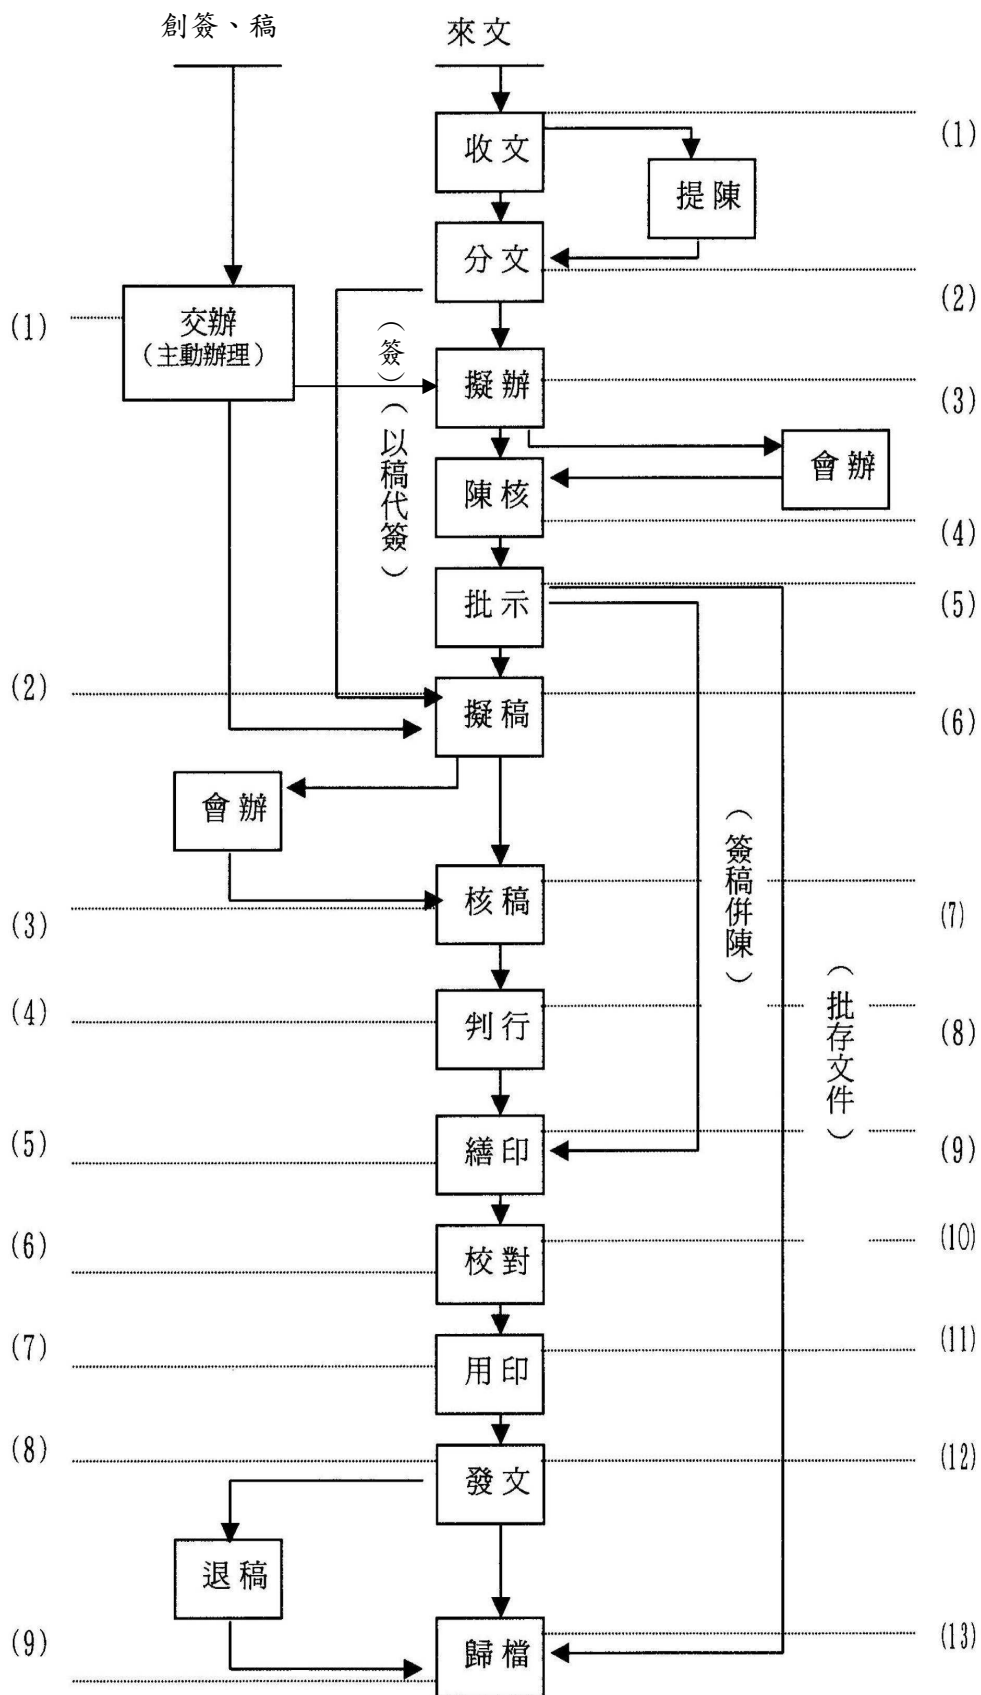 創簽、稿
來文
收文
(1)
提陳
分文
(2)
(1)
交辦
（主動辦理）
（簽）
（以稿代簽）
擬辦
(3)
會辦
陳核
(4)
批示
(5)
(2)
擬稿
(6)
會辦
（簽稿併陳）
(3)
核稿
(7)
（批存文件）
(4)
判行
(8)
(5)
繕印
(9)
(6)
校對
(10)
(7)
用印
(11)
(8)
發文
(12)
退稿
(9)
歸檔
(13)